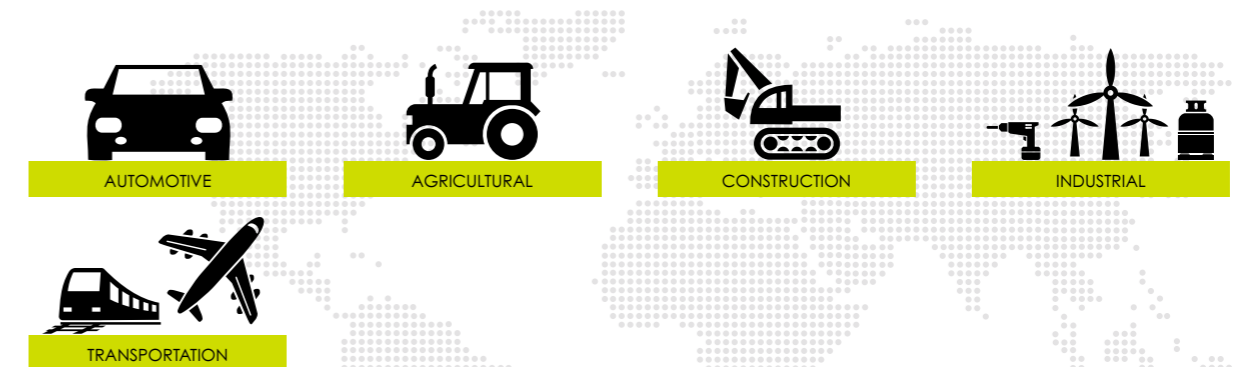 AUTOMOTIVE
AGRICULTURAL
CONSTRUCTION
INDUSTRIAL
TRANSPORTATION